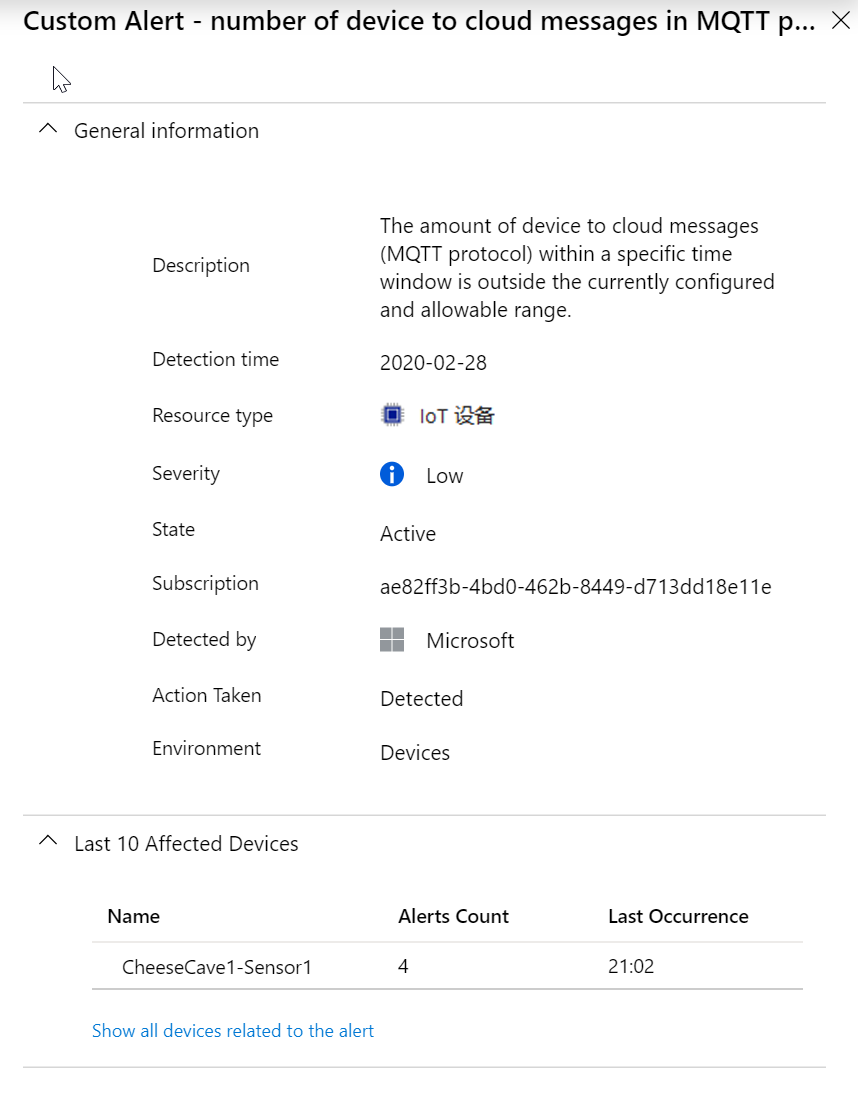 Custom Alert - number of device to cloud messages in MQTT p...
General information
Description
The amount of device to cloud messages
(MQTT protocol) within a specific time
window is outside the currently configured
and allowable range.
Detection time
2020-02-28
Resource type
IoT 设备
Severity
Low
State
Active
Subscription
ae82ff3b-4bd0-462b-8449-d713dd18e11e
Detected by
Microsoft
Action Taken
Detected
Environment
Devices
Last 10 Affected Devices
Name Alerts Count Last Occurrence
CheeseCave1-Sensor1 4 21:02
Show all devices related to the alert